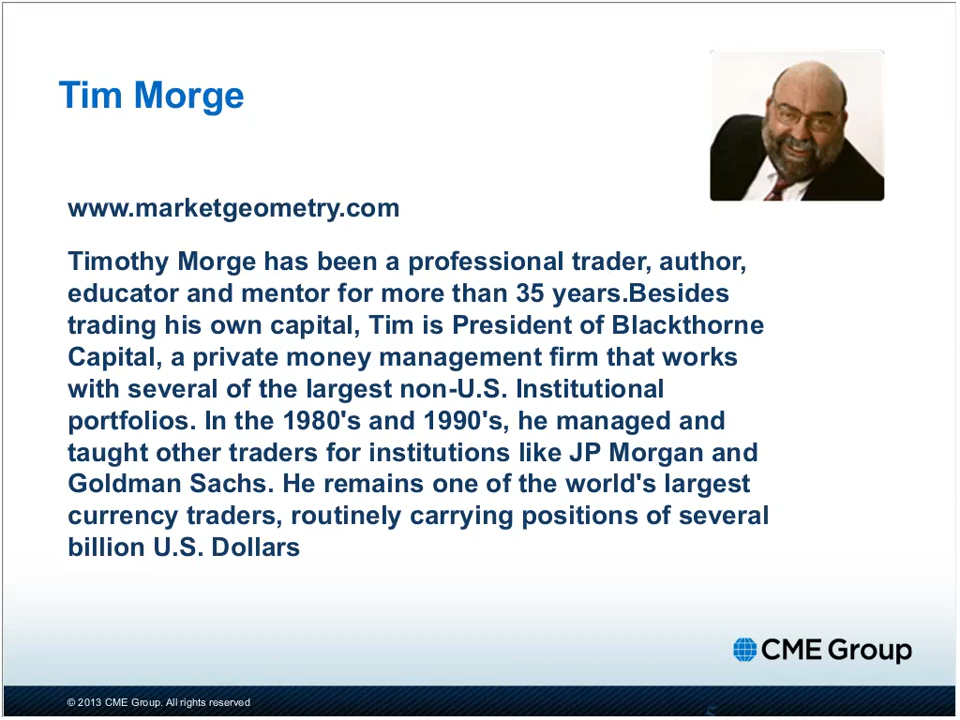 Tim Morge
www.marketgeometry.com
Timothy Morge has been a professional trader, author,
educator and mentor for more than 35 years.Besides
trading his own capital, Tim is President of Blackthorne
Capital, a private money management firm that works
with several of the largest non-U.S. Institutional
portfolios. In the 1980's and 1990's, he managed and
taught other traders for institutions like JP Morgan and
Goldman Sachs. He remains one of the world's largest
currency traders, routinely carrying positions of several
billion U.S. Dollars
CME Group
© 2013 CME Group. All rights reserved
5